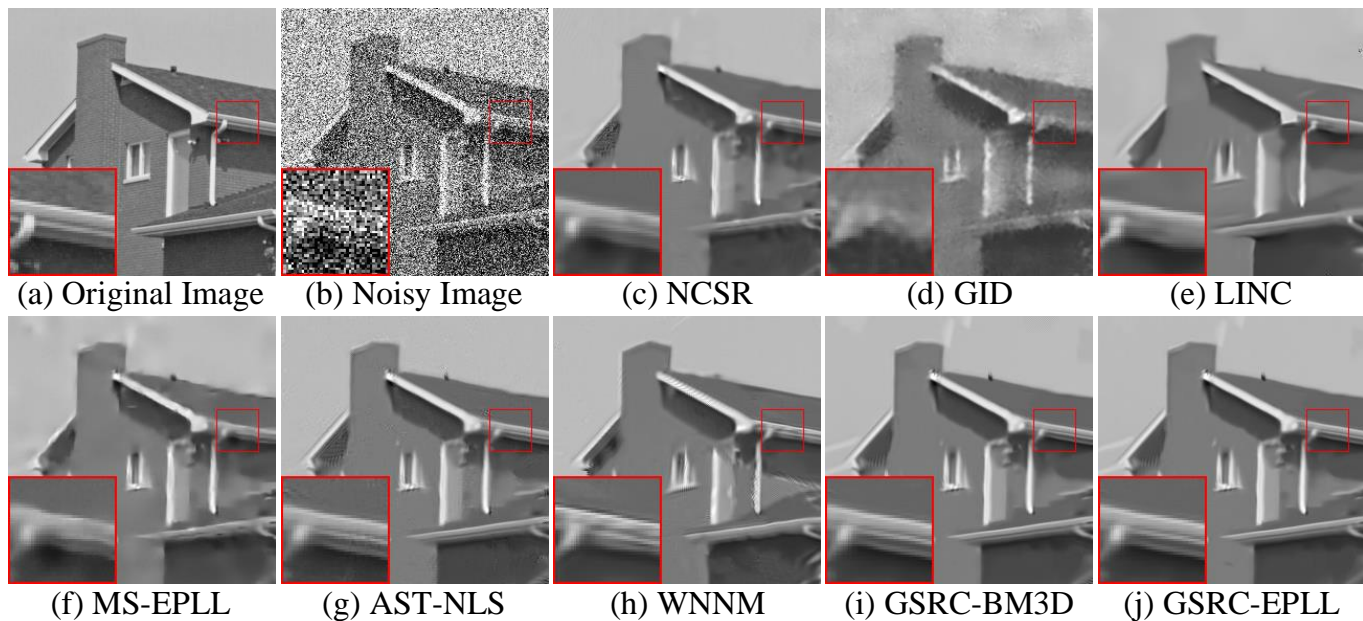 (a) Original Image
(b) Noisy Image
(c) NCSR
(d) GID
(e) LINC
(f) MS-EPLL
(g) AST-NLS
(h) WNNM
(i) GSRC-BM3D
(j) GSRC-EPLL